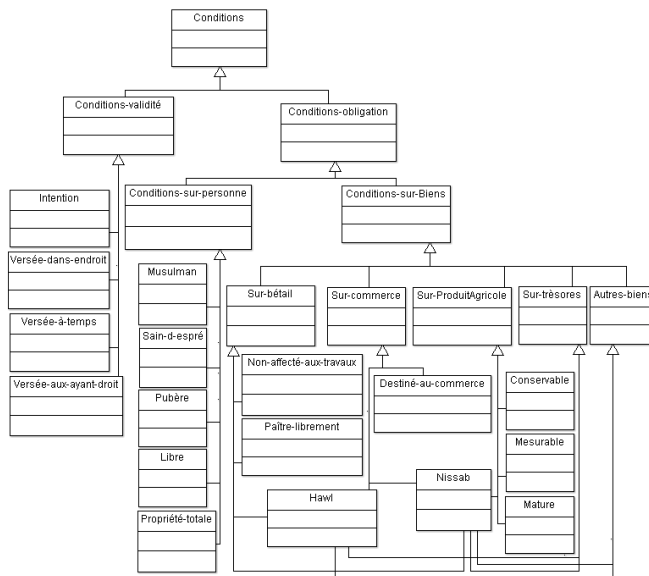 Conditions
Conditions-validité
Conditions-obligation
Intention
Conditions-sur-personne
Conditions-sur-Biens
Versée-dans-endroit
Musulman
Sur-bétail
Sur-commerce
Sur-ProduitAgricole
Sur-trèsores
Autres-biens
Versée-à-temps
Sain-d-espré
Non-affecté-aux-travaux
Destiné-au-commerce
Conservable
Versée-aux-ayant-droit
Pubère
Paître-librement
Mesurable
Libre
Hawl
Nissab
Mature
Propriété-totale